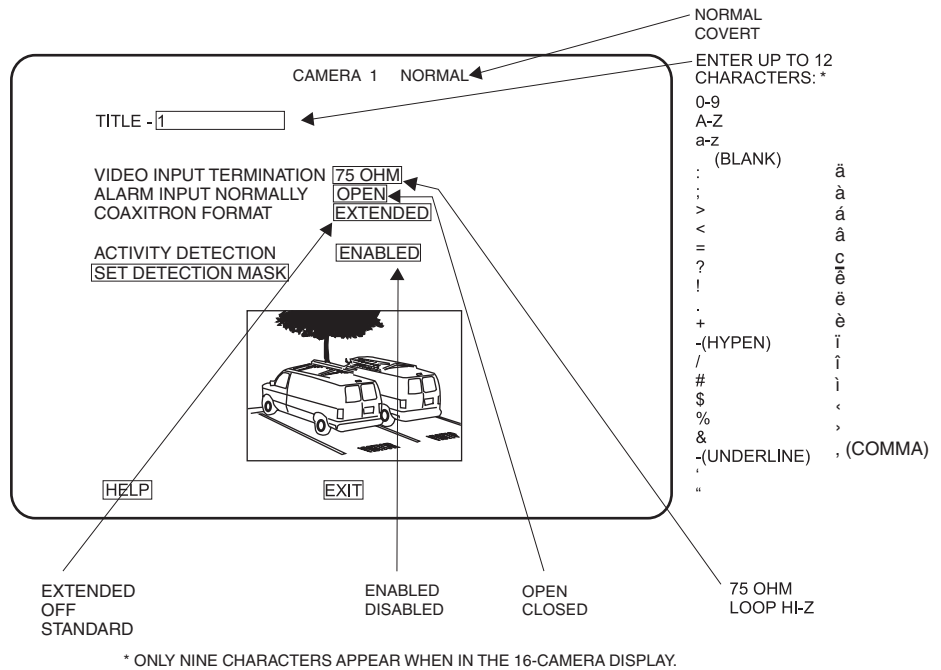 NORMAL
COVERT
ENTER UP TO 12
CHARACTERS: *
CAMERA 1 NORMAL
TITLE - 1
VIDEO INPUT TERMINATION 75 OHM
ALARM INPUT NORMALLY OPEN
COAXITRON FORMAT EXTENDED
ACTIVITY DETECTION ENABLED
SET DETECTION MASK
HELP EXIT
0-9
A-Z
a-z
(BLANK)
:
;
>
<
=
?
!
.
+
-(HYPEN)
/
#
$
%
&
-(UNDERLINE)
‘
“
ä
à
á
â
ç
ê
ë
è
ï
î
ì
‹
›
, (COMMA)
EXTENDED
OFF
STANDARD
ENABLED
DISABLED
OPEN
CLOSED
75 OHM
LOOP HI-Z
* ONLY NINE CHARACTERS APPEAR WHEN IN THE 16-CAMERA DISPLAY.